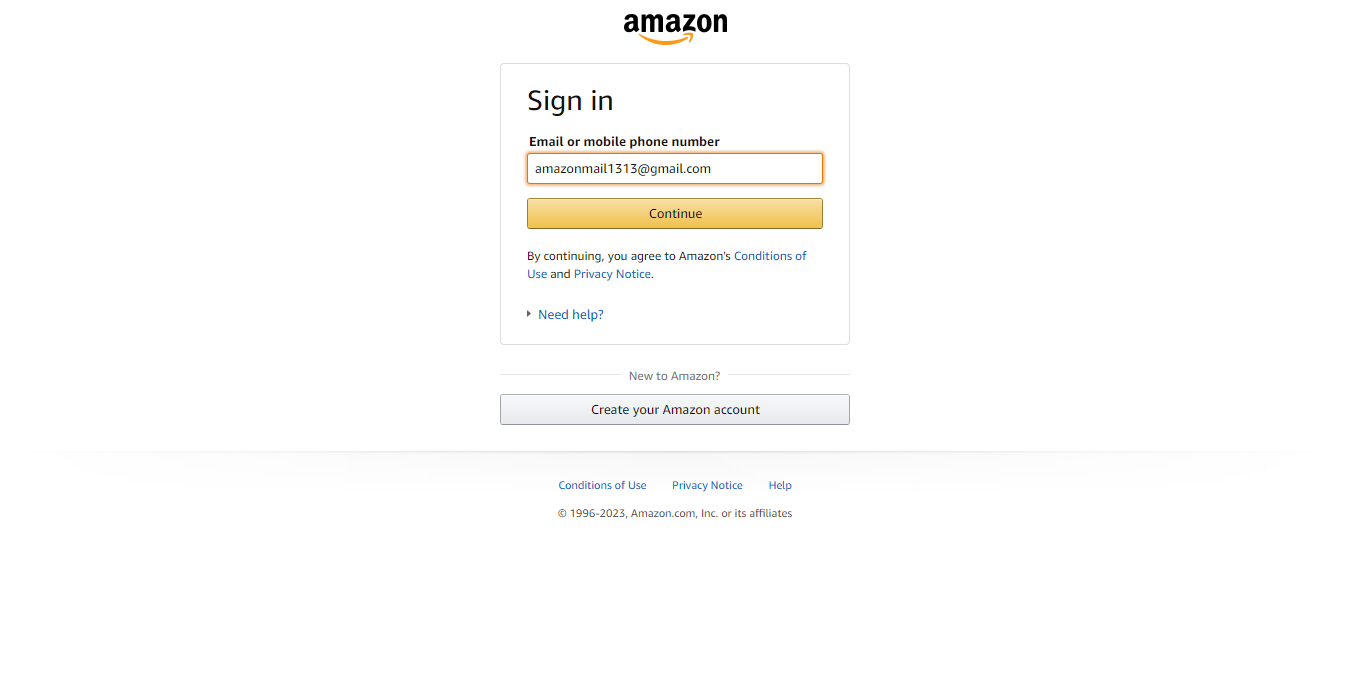 amazon
Sign in
Email or mobile phone number
amazonmail1313@gmail.com
Continue
By continuing, you agree to Amazon's Conditions of
Use and Privacy Notice.
Need help?
New to Amazon?
Create your Amazon account
Conditions of Use Privacy Notice Help
© 1996-2023, Amazon.com, Inc. or its affiliates